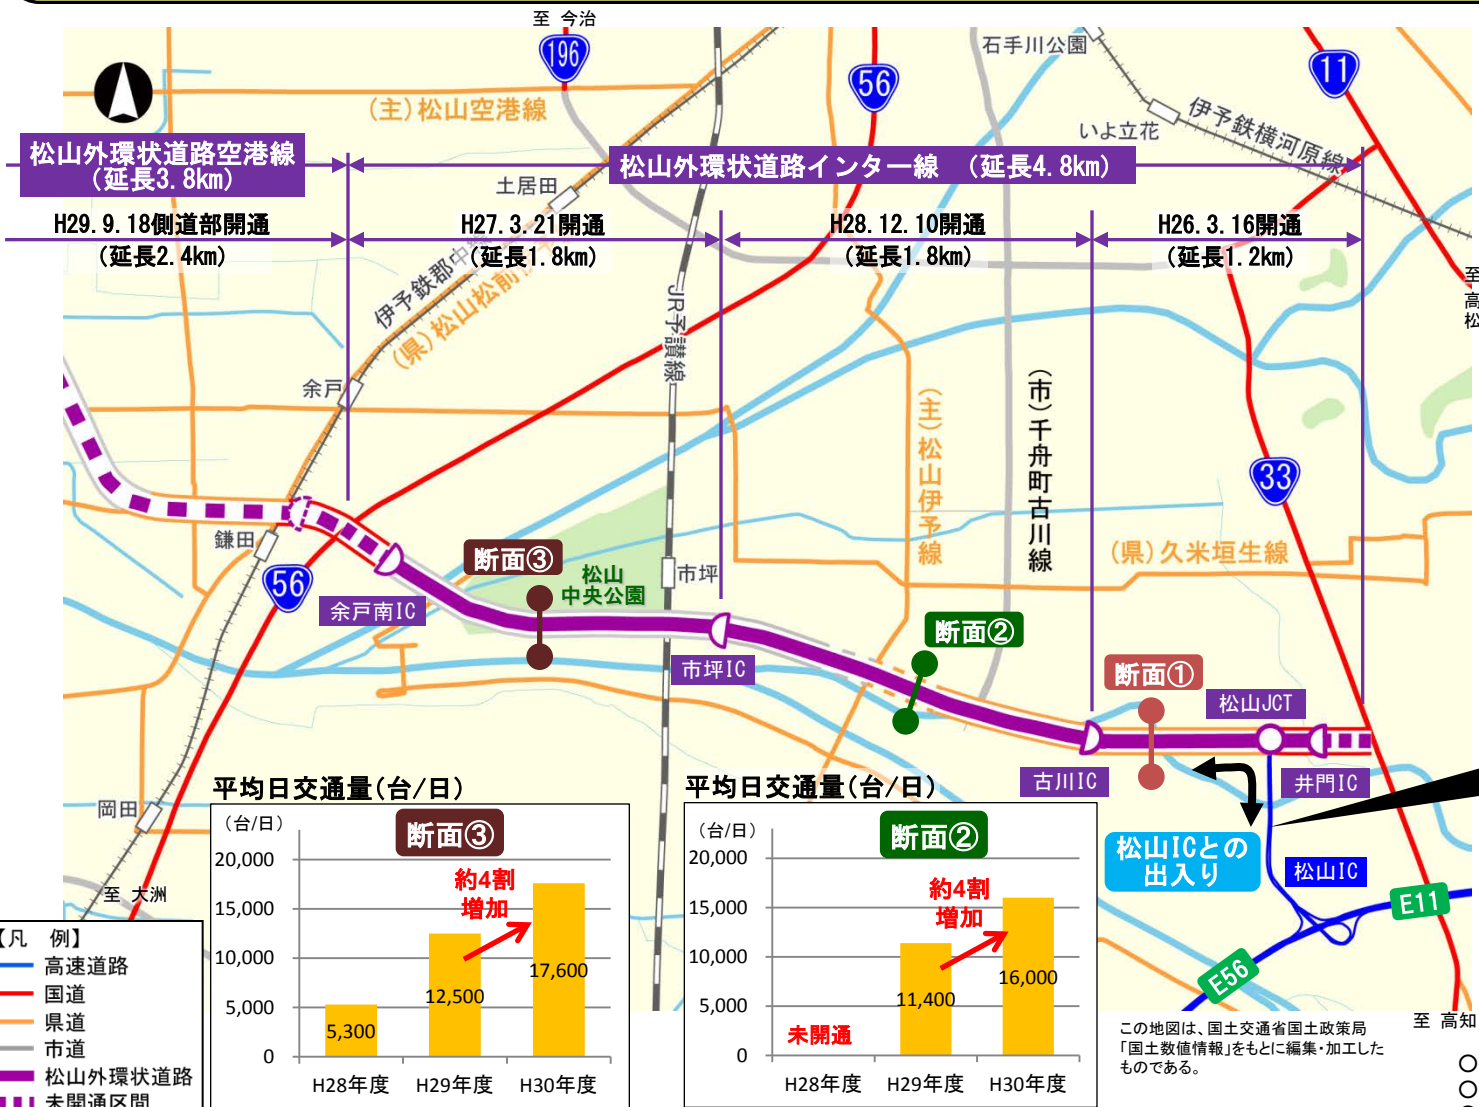 至 今治
196
56
11
石手川公園
(主)松山空港線
いよ立花
伊予鉄横河原線
松山外環状道路空港線
(延長3.8km)
松山外環状道路インター線 (延長4.8km)
土居田
H29.9.18側道部開通
(延長2.4km)
H27.3.21開通
(延長1.8km)
H28.12.10開通
(延長1.8km)
H26.3.16開通
(延長1.2km)
至
高
松
伊予鉄郡中線
(県)松山松前
JR予讃線
余戸
(主)松山伊予線
(市)千舟町古川線
33
鎌田
56
断面③
松山
中央公園
市坪
(県)久米垣生線
余戸南IC
断面②
市坪IC
断面①
松山JCT
古川IC
井門IC
岡田
至 大洲
松山ICとの
出入り
松山IC
E11
E56
平均日交通量(台/日)
(台/日)
断面③
20,000
15,000
10,000
5,000
0
約4割
増加
5,300
12,500
17,600
H28年度
H29年度
H30年度
平均日交通量(台/日)
(台/日)
断面②
20,000
15,000
10,000
5,000
0
約4割
増加
未開通
11,400
16,000
H28年度
H29年度
H30年度
【凡 例】
高速道路
国道
県道
市道
松山外環状道路
未開通区間
この地図は、国土交通省国土政策局
「国土数値情報」をもとに編集・加工した
ものである。
至 高知
○
○